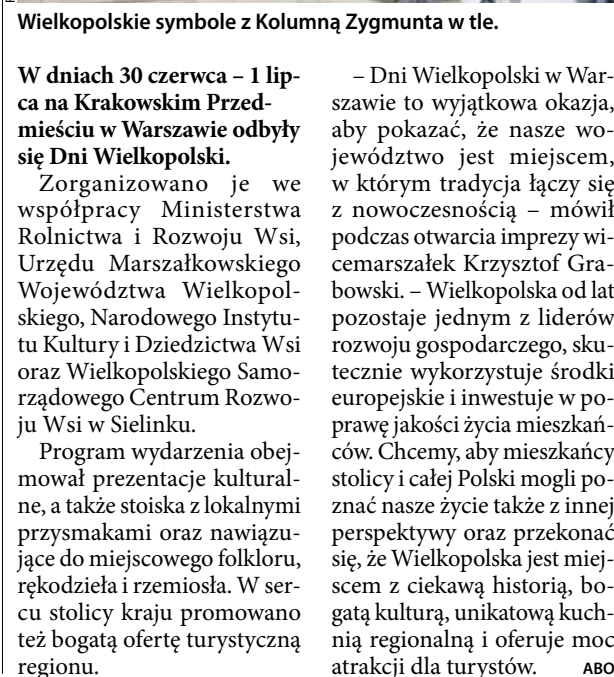 Wielkopolskie symbole z Kolumną Zygmunta w tle.
W dniach 30 czerwca – 1 lip-
ca na Krakowskim Przed-
mieściu w Warszawie odbyły
się Dni Wielkopolski.
Zorganizowano je we
współpracy Ministerstwa
Rolnictwa i Rozwoju Wsi,
Urzędu Marszałkowskiego
Województwa Wielkopol-
skiego, Narodowego Instytu-
tu Kultury i Dziedzictwa Wsi
oraz Wielkopolskiego Samo-
rządowego Centrum Rozwo-
ju Wsi w Sielinku.
Program wydarzenia obej-
mował prezentacje kultural-
ne, a także stoiska z lokalnymi
przysmakami oraz nawiązu-
jące do miejscowego folkloru,
rękodzieła i rzemiosła. W ser-
cu stolicy kraju promowano
też bogatą ofertę turystyczną
regionu.
– Dni Wielkopolski w War-
szawie to wyjątkowa okazja,
aby pokazać, że nasze wo-
jewództwo jest miejscem,
w którym tradycja łączy się
z nowoczesnością – mówił
podczas otwarcia imprezy wi-
cemarszałek Krzysztof Gra-
bowski. – Wielkopolska od lat
pozostaje jednym z liderów
rozwoju gospodarczego, sku-
tecznie wykorzystuje środki
europejskie i inwestuje w po-
prawę jakości życia mieszkań-
ców. Chcemy, aby mieszkańcy
stolicy i całej Polski mogli po-
znać nasze życie także z innej
perspektywy oraz przekonać
się, że Wielkopolska jest miej-
scem z ciekawą historią, bo-
gatą kulturą, unikatową kuch-
nią regionalną i oferuje moc
atrakcji dla turystów. ABO